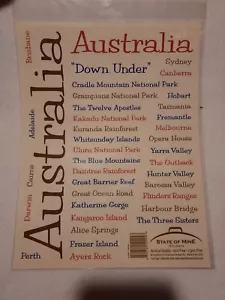 Australia
Sydney
"Down Under"
Canberra
Cradle Mountain National Park
Grampians National Park
Hobart
The Twelve Apostles
Tasmania
Kakadu National Park
Fremantle
Kuranda Rainforest
Melbourne
Whitsunday Islands
Opera House
Uluru National Park
Yarra Valley
The Blue Mountains
The Outback
Daintree Rainforest
Hunter Valley
Great Barrier Reef
Barossa Valley
Great Ocean Road
Flinders Ranges
Katherine Gorge
Harbour Bridge
Kangaroo Island
The Three Sisters
Alice Springs
Fraser Island
Ayers Rock
Australia
Brisbane
Adelaide
Cairns
Darwin
Perth
STATE OF MINE